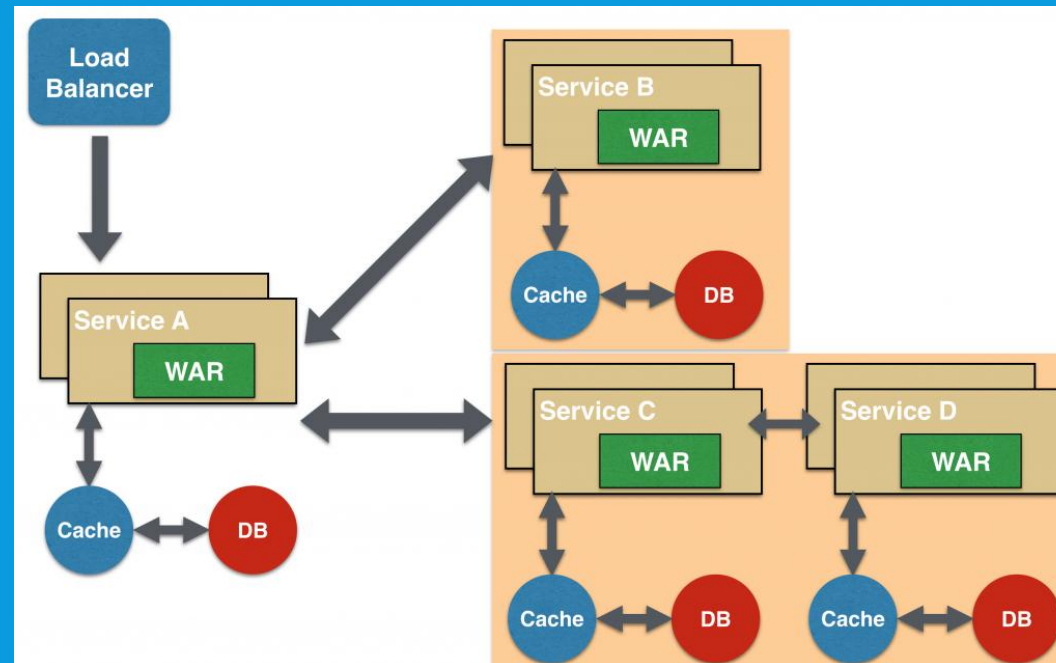 Load
Balancer
Service B
WAR
Cache
DB
Service A
WAR
Cache
DB
Service C
WAR
Service D
WAR
Cache
DB
Cache
DB